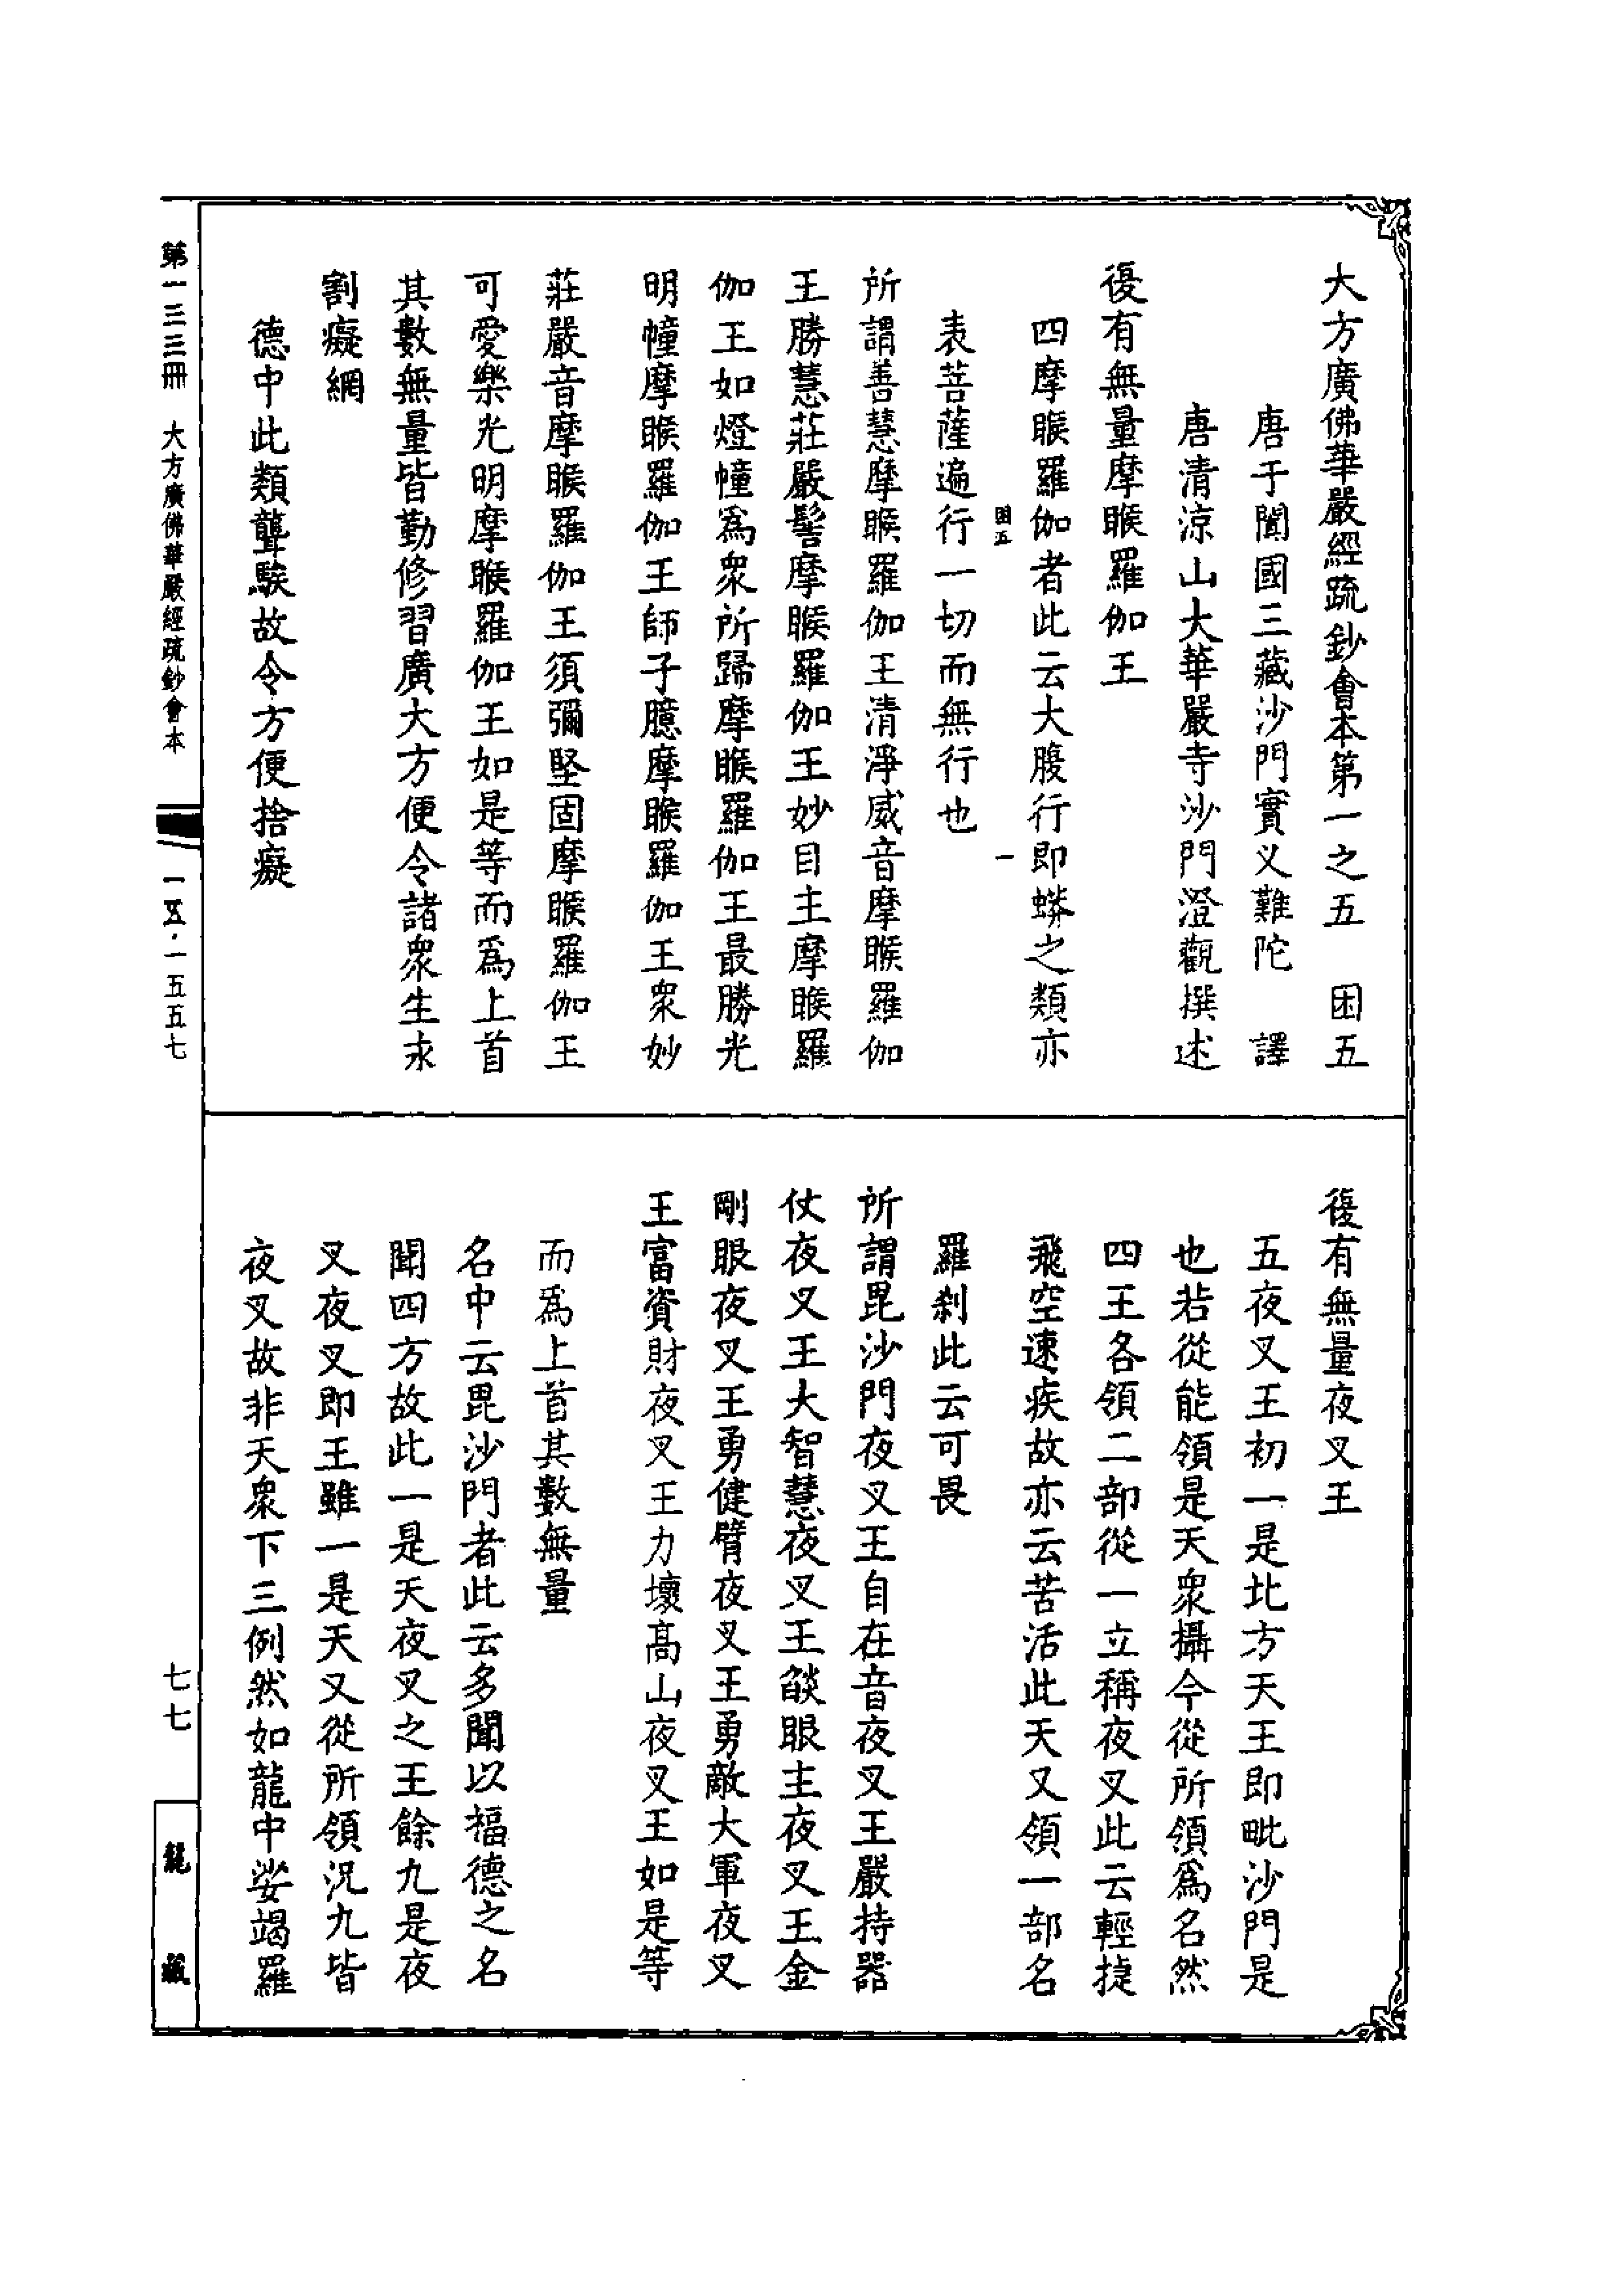 大方廣佛華嚴經疏鈔會本第一之五　困五
唐于闐國三藏沙門實叉難陀　譯
唐清涼山大華嚴寺沙門澄觀撰述
復有無量摩睺羅伽王
四摩睺羅伽者此云大腹行即蟒之類亦
困五　一
表菩薩遍行一切而無行也
所謂善慧摩睺羅伽王清淨威音摩睺羅伽
王勝慧莊嚴髻摩睺羅伽王妙目主摩睺羅
伽王如燈幢為眾所歸摩睺羅伽王最勝光
明幢摩睺羅伽王師子臆摩睺羅伽王眾妙
莊嚴音摩睺羅伽王須彌堅固摩睺羅伽王
可愛樂光明摩睺羅伽王如是等而為上首
其數無量皆勤修習廣大方便令諸眾生永
割癡網
德中此類聾騃故令方便捨癡
復有無量夜叉王
五夜叉王初一是北方天王即毗沙門是
也若從能領是天眾攝今從所領為名然
四王各領二部從一立稱夜叉此云輕捷
飛空速疾故亦云苦活此天又領一部名
羅剎此云可畏
所謂毘沙門夜叉王自在音夜叉王嚴持器
仗夜叉王大智慧夜叉王燄眼主夜叉王金
剛眼夜叉王勇健臂夜叉王勇敵大軍夜叉
王富資財夜叉王力壞高山夜叉王如是等
而為上首其數無量
名中云毘沙門者此云多聞以福德之名
聞四方故此一是天夜叉之王餘九是夜
叉夜叉即王雖一是天又從所領況九皆
夜叉故非天眾下三例然如龍中娑竭羅
第一三三冊　大方廣佛華嚴經疏鈔會本　一五五・一五五七
七七
龍藏